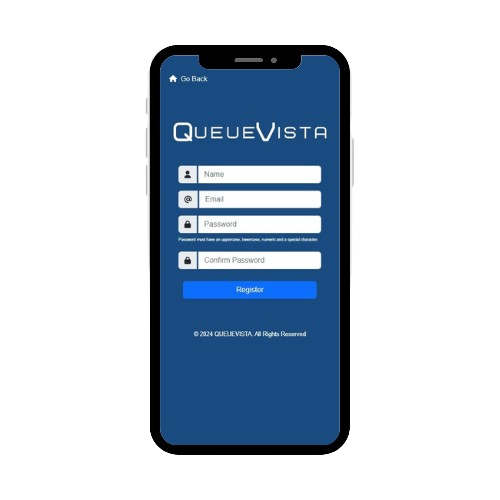 Go Back
QUEUEVISTA
Name
@ Email
Password
Password must have an uppercase, lowercase, numeric and a special character.
Confirm Password
Register
© 2024 QUEUEVISTA. All Rights Reserved